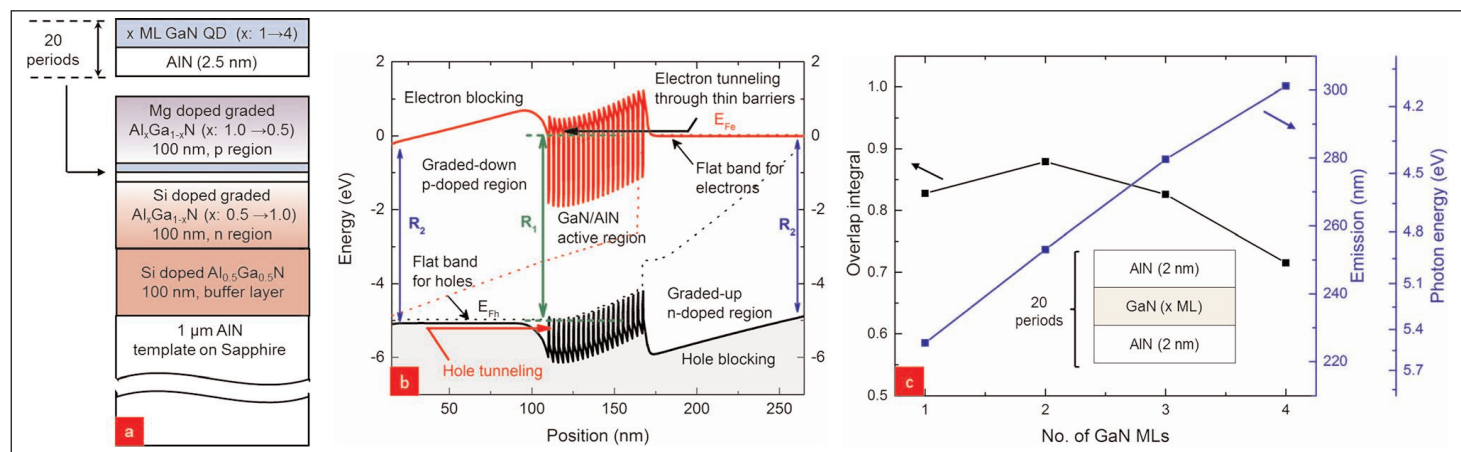 20
periods
x ML GaN QD (x: 1→4)
AlN (2.5 nm)
Mg doped graded
AlxGa1-xN (x: 1.0 →0.5)
100 nm, p region
Si doped graded
AlxGa1-xN (x: 0.5 →1.0)
100 nm, n region
Si doped Al0.5Ga0.5N
100 nm, buffer layer
1 μm AlN
template on Sapphire
a
2
0
-2
-4
-6
Energy (eV)
Electron blocking
Electron tunneling
through thin barriers
EFe
Graded-down
p-doped region
Flat band for
electrons
R2
R1
GaN/AlN
active region
R2
Flat band
for holes
EFh
Graded-up
n-doped region
Hole blocking
Hole tunneling
b
2
0
-2
-4
-6
50
100
150
200
250
Position (nm)
1.0
0.9
0.8
0.7
0.6
0.5
Overlap integral
20
periods
AlN (2 nm)
GaN (x ML)
AlN (2 nm)
c
1
2
3
4
No. of GaN MLs
300
280
260
240
230
220
Emission (nm)
4.2
4.5
4.8
5.1
5.4
5.7
Photon energy (eV)